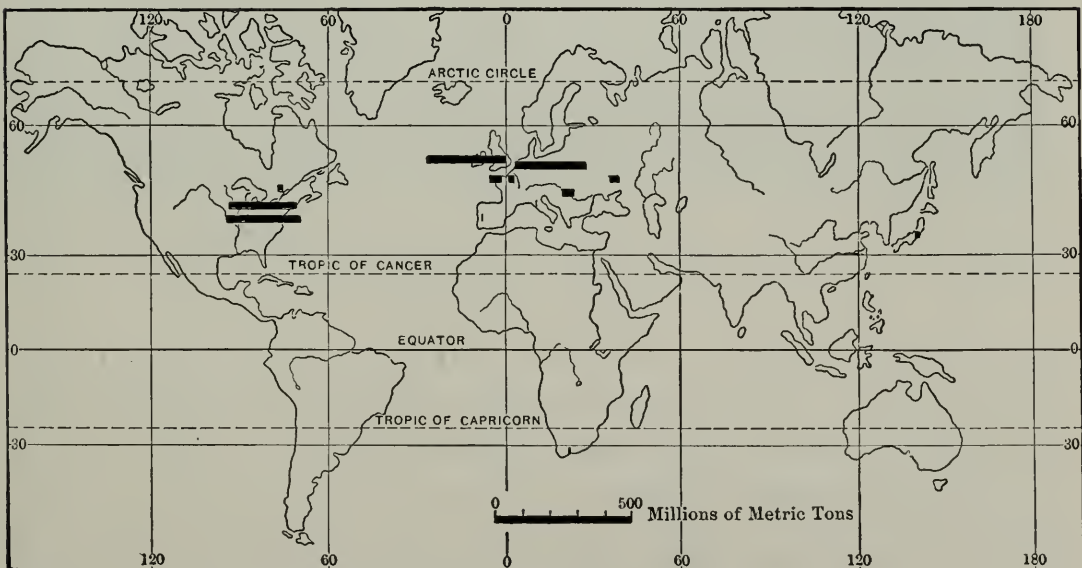 120 60 0 60 120 180
ARCTIC CIRCLE
60 60
30 30
TROPIC OF CANCER
EQUATOR
0 0
TROPIC OF CAPRICORN
30 30
0 500
Millions of Metric Tons
120 60 0 60 120 180